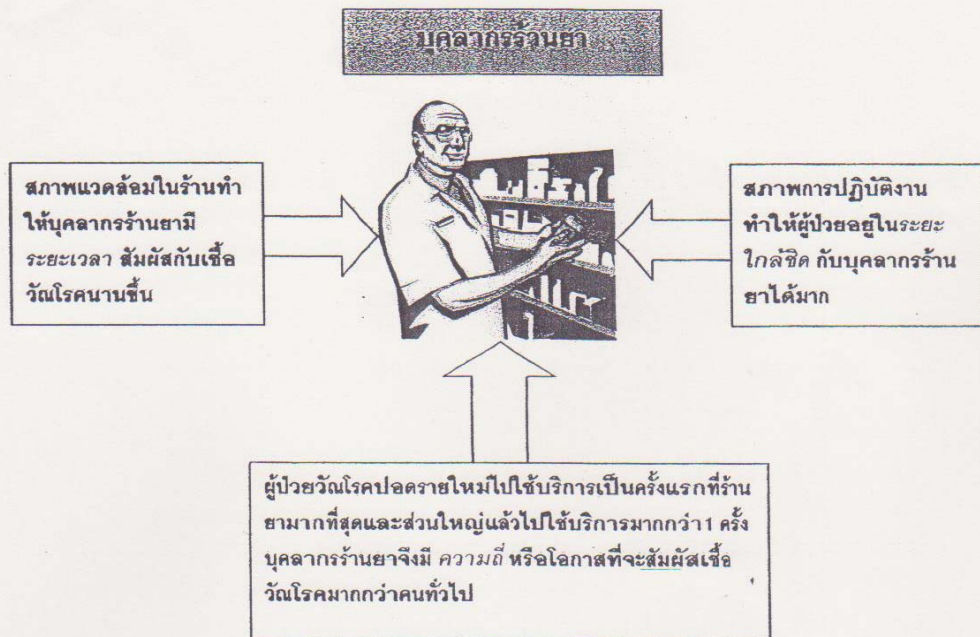 บุคลากรร้านยา
สภาพแวดล้อมในร้านทำ
ให้บุคลากรร้านยามี
ระยะเวลา สัมผัสกับเชื้อ
วัณโรคนานขึ้น
สภาพการปฏิบัติงาน
ทำให้ผู้ป่วยอยู่ในระยะ
ใกล้ชิด กับบุคลากรร้าน
ยาได้มาก
ผู้ป่วยวัณโรคปอดรายใหม่ไปใช้บริการเป็นครั้งแรกที่ร้าน
ยามากที่สุดและส่วนใหญ่แล้วไปใช้บริการมากกว่า 1 ครั้ง
บุคลากรร้านยาจึงมี ความถี่ หรือโอกาสที่จะสัมผัสเชื้อ
วัณโรคมากกว่าคนทั่วไป